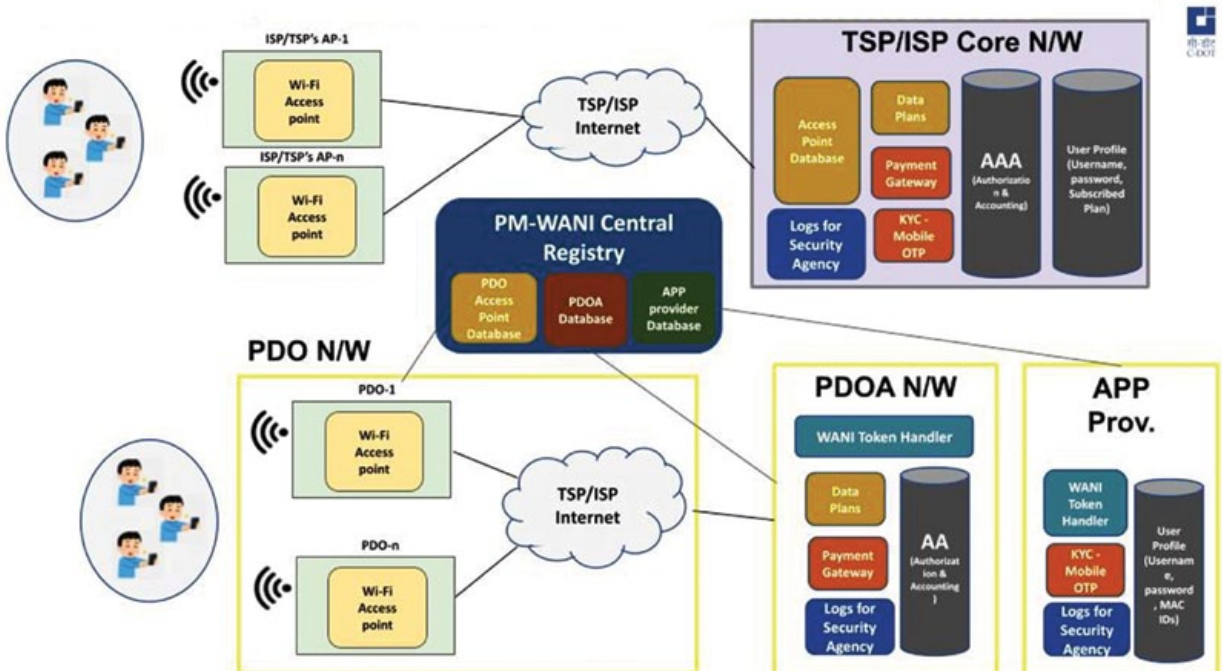 ISP/TSP's AP-1
Wi-Fi
Access
point
ISP/TSP's AP-n
Wi-Fi
Access
point
TSP/ISP
Internet
TSP/ISP Core N/W
Access
Point
Database
Data
Plans
Payment
Gateway
Logs for
Security
Agency
KYC -
Mobile
OTP
AAA
(Authorizatio
n &
Accounting)
User Profile
(Username,
password,
Subscribed
Plan)
सी-डॉट
C-DOT
PM-WANI Central
Registry
PDO
Access
Point
Database
PDOA
Database
APP
provider
Database
PDO N/W
PDO-1
Wi-Fi
Access
point
PDO-n
Wi-Fi
Access
point
TSP/ISP
Internet
PDOA N/W
WANI Token Handler
Data
Plans
Payment
Gateway
Logs for
Security
Agency
AA
(Authorizat
ion &
Accounting
)
APP
Prov.
WANI
Token
Handler
KYC -
Mobile
OTP
Logs for
Security
Agency
User
Profile
(Usernam
e,
password
, MAC
IDs)